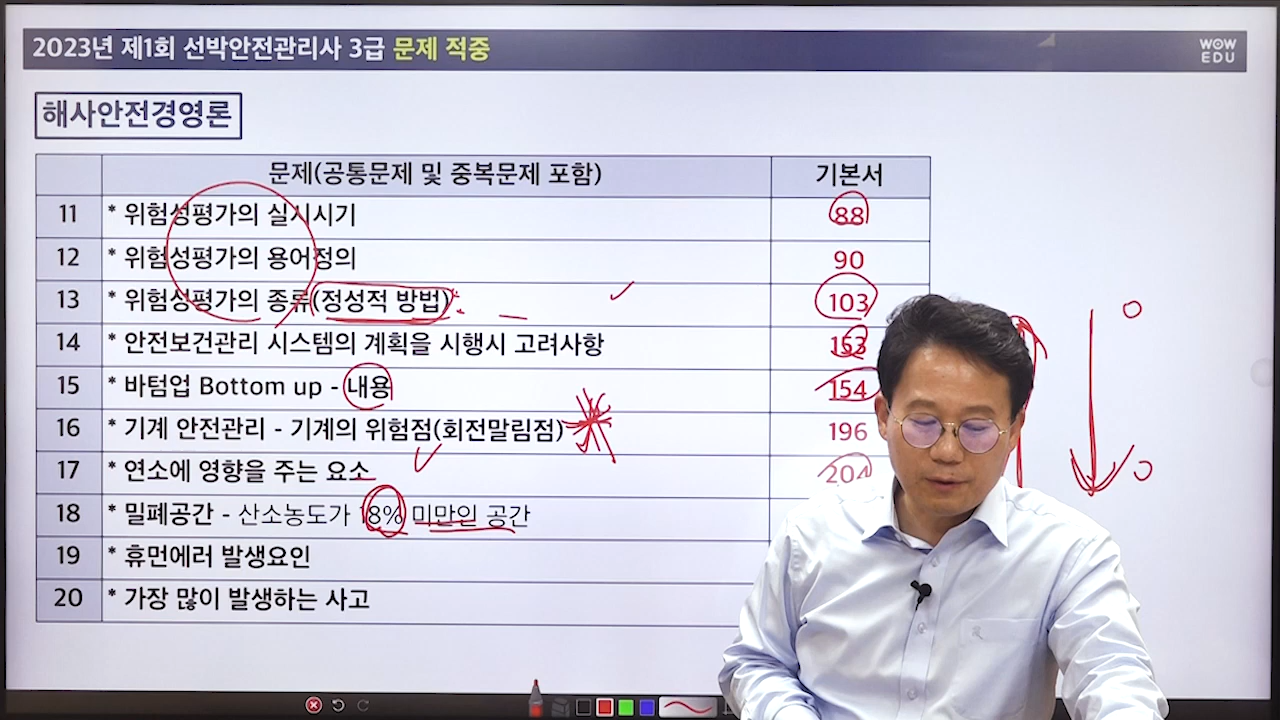 2023년 제1회 선박안전관리사 3급 문제 적중
WOW
EDU
해사안전경영론
문제(공통문제 및 중복문제 포함) 기본서
11 * 위험성평가의 실시시기 88
12 * 위험성평가의 용어정의 90
13 * 위험성평가의 종류(정성적 방법) 103
14 * 안전보건관리 시스템의 계획을 시행시 고려사항 153
15 * 바텀업 Bottom up - 내용 154
16 * 기계 안전관리 - 기계의 위험점(회전말림점) 196
17 * 연소에 영향을 주는 요소 204
18 * 밀폐공간 - 산소농도가 18% 미만인 공간
19 * 휴먼에러 발생요인
20 * 가장 많이 발생하는 사고